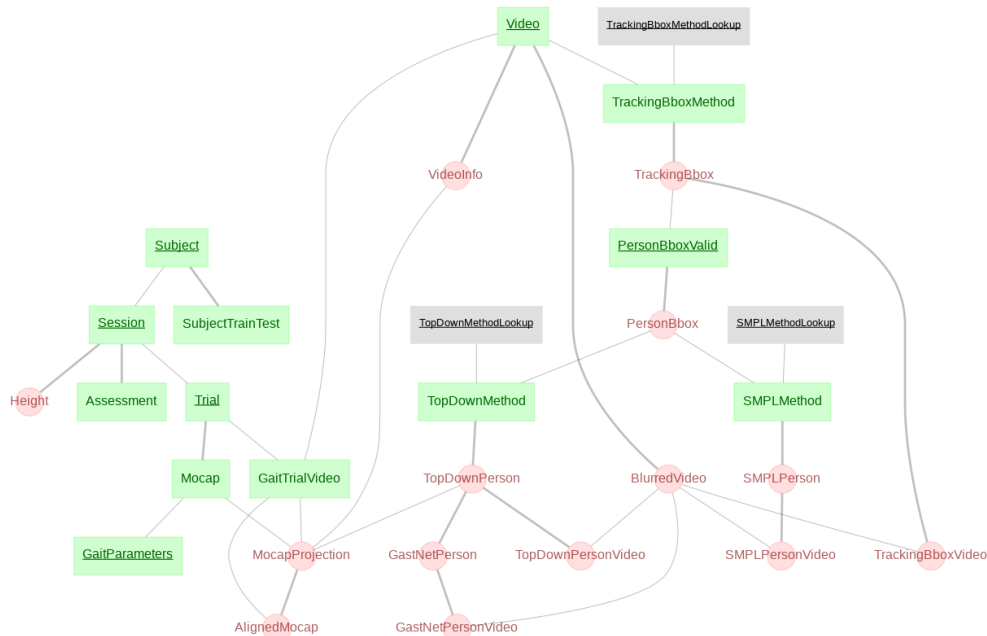 Video
TrackingBboxMethodLookup
TrackingBboxMethod
VideoInfo
TrackingBbox
Subject
PersonBboxValid
Session
SubjectTrainTest
TopDownMethodLookup
PersonBbox
SMPLMethodLookup
Height
Assessment
Trial
TopDownMethod
SMPLMethod
Mocap
GaitTrialVideo
TopDownPerson
BlurredVideo
SMPLPerson
GaitParameters
MocapProjection
GastNetPerson
TopDownPersonVideo
SMPLPersonVideo
TrackingBboxVideo
AlignedMocap
GastNetPersonVideo